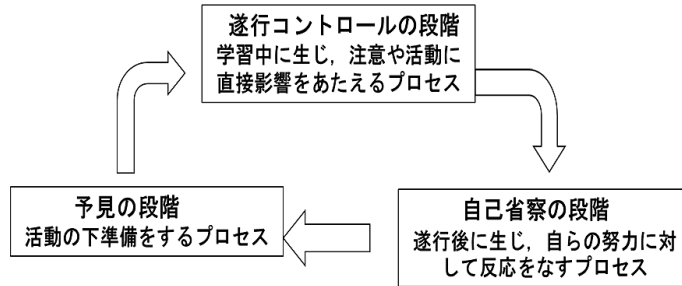 遂行コントロールの段階
学習中に生じ，注意や活動に
直接影響をあたえるプロセス
予見の段階
活動の下準備をするプロセス
自己省察の段階
遂行後に生じ，自らの努力に対
して反応をなすプロセス